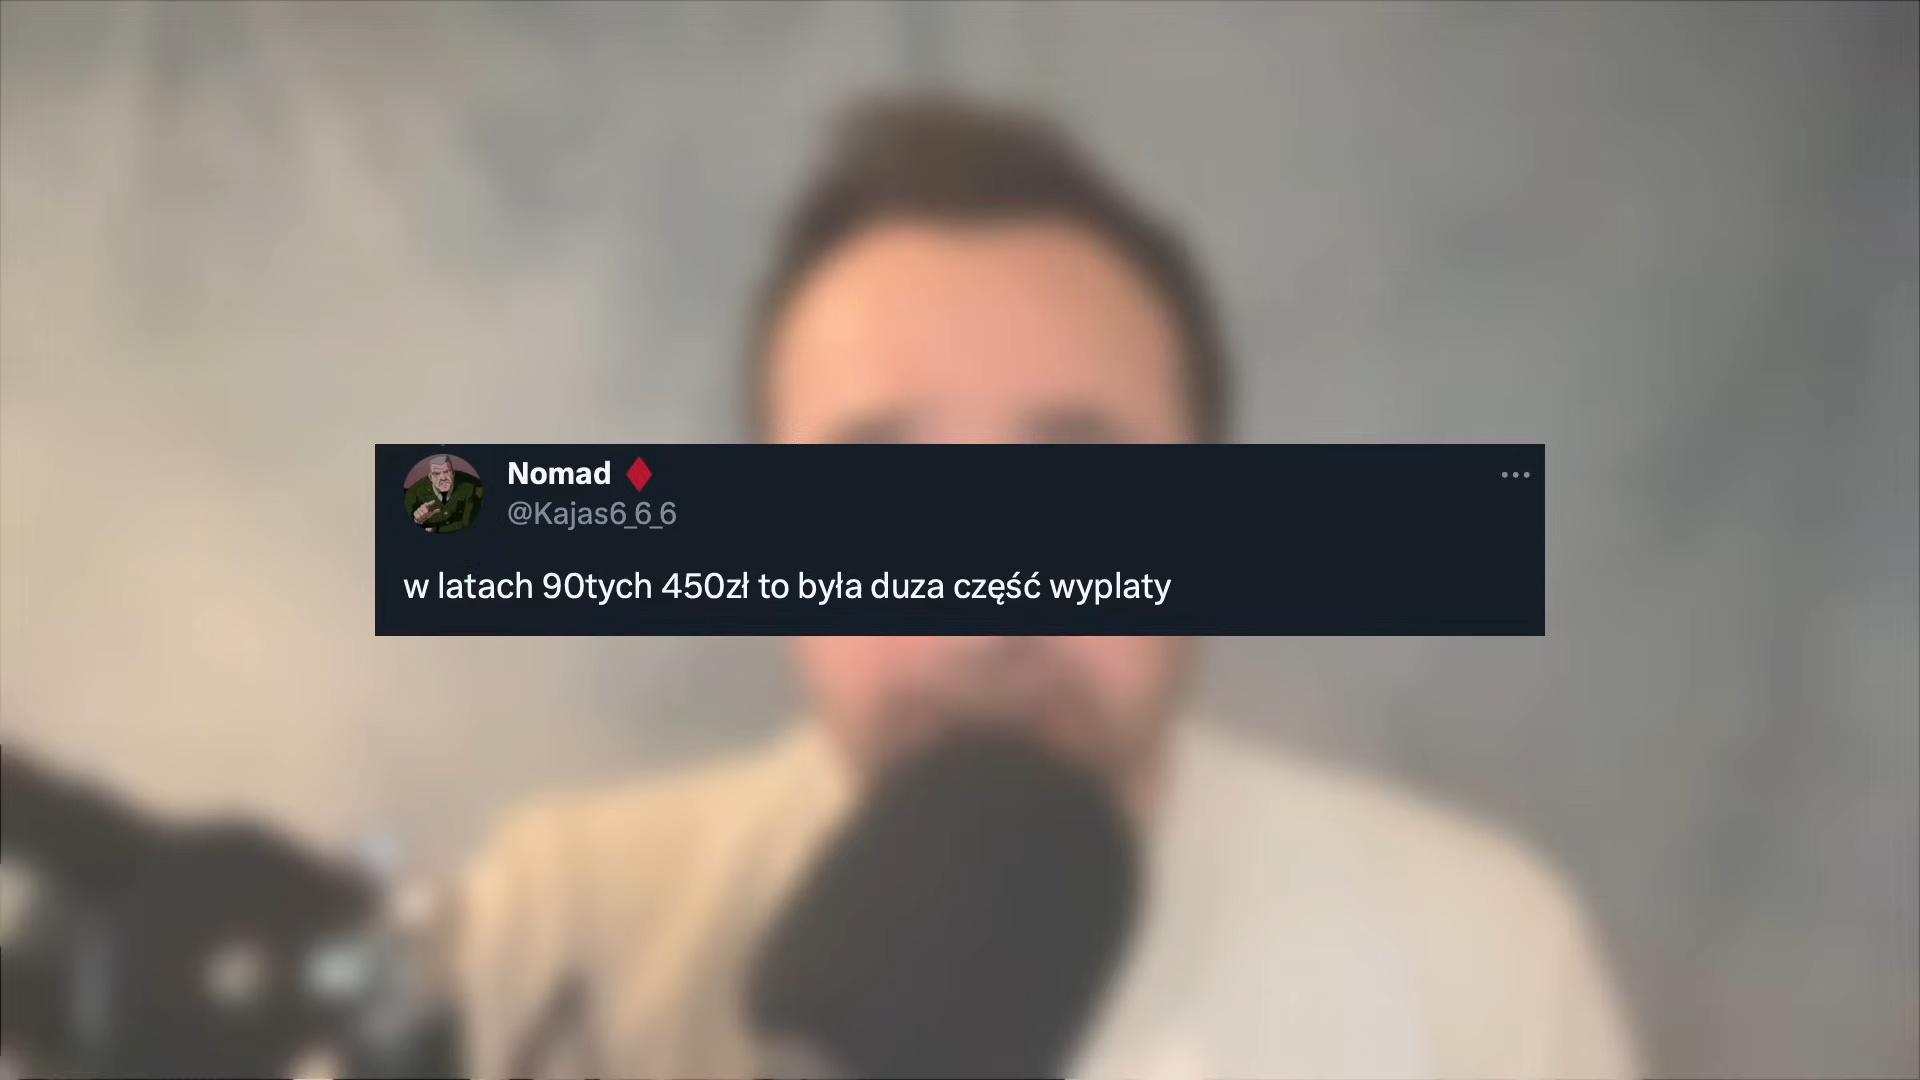 Nomad ♦
@Kajas6_6_6
w latach 90tych 450zł to była duza część wyplaty